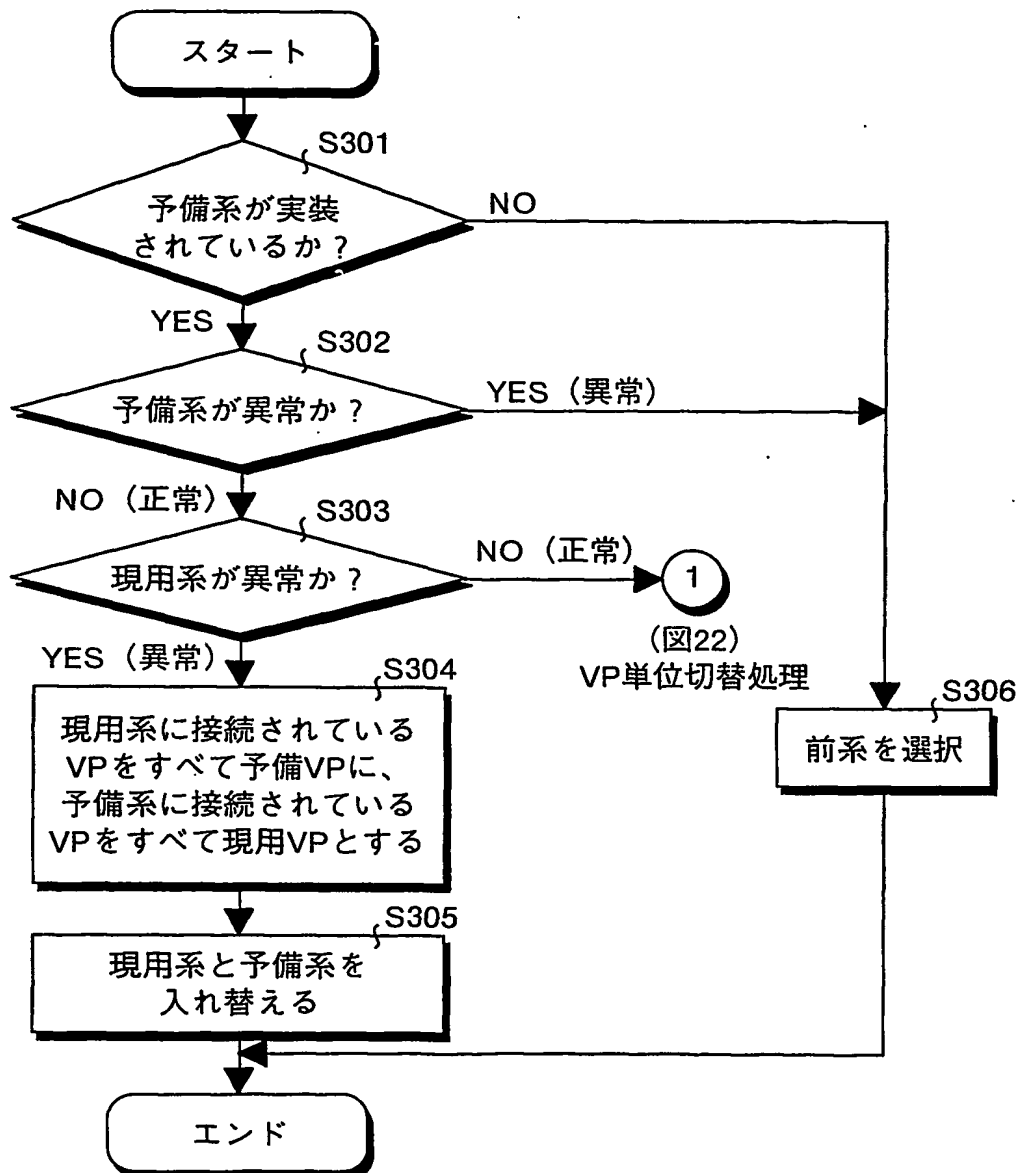 スタート
S301
予備系が実装
されているか？
NO
YES
S302
予備系が異常か？
YES（異常）
NO（正常）
S303
現用系が異常か？
NO（正常）
1
（図22）
VP単位切替処理
YES（異常）
S304
現用系に接続されている
VPをすべて予備VPに、
予備系に接続されている
VPをすべて現用VPとする
S306
前系を選択
S305
現用系と予備系を
入れ替える
エンド